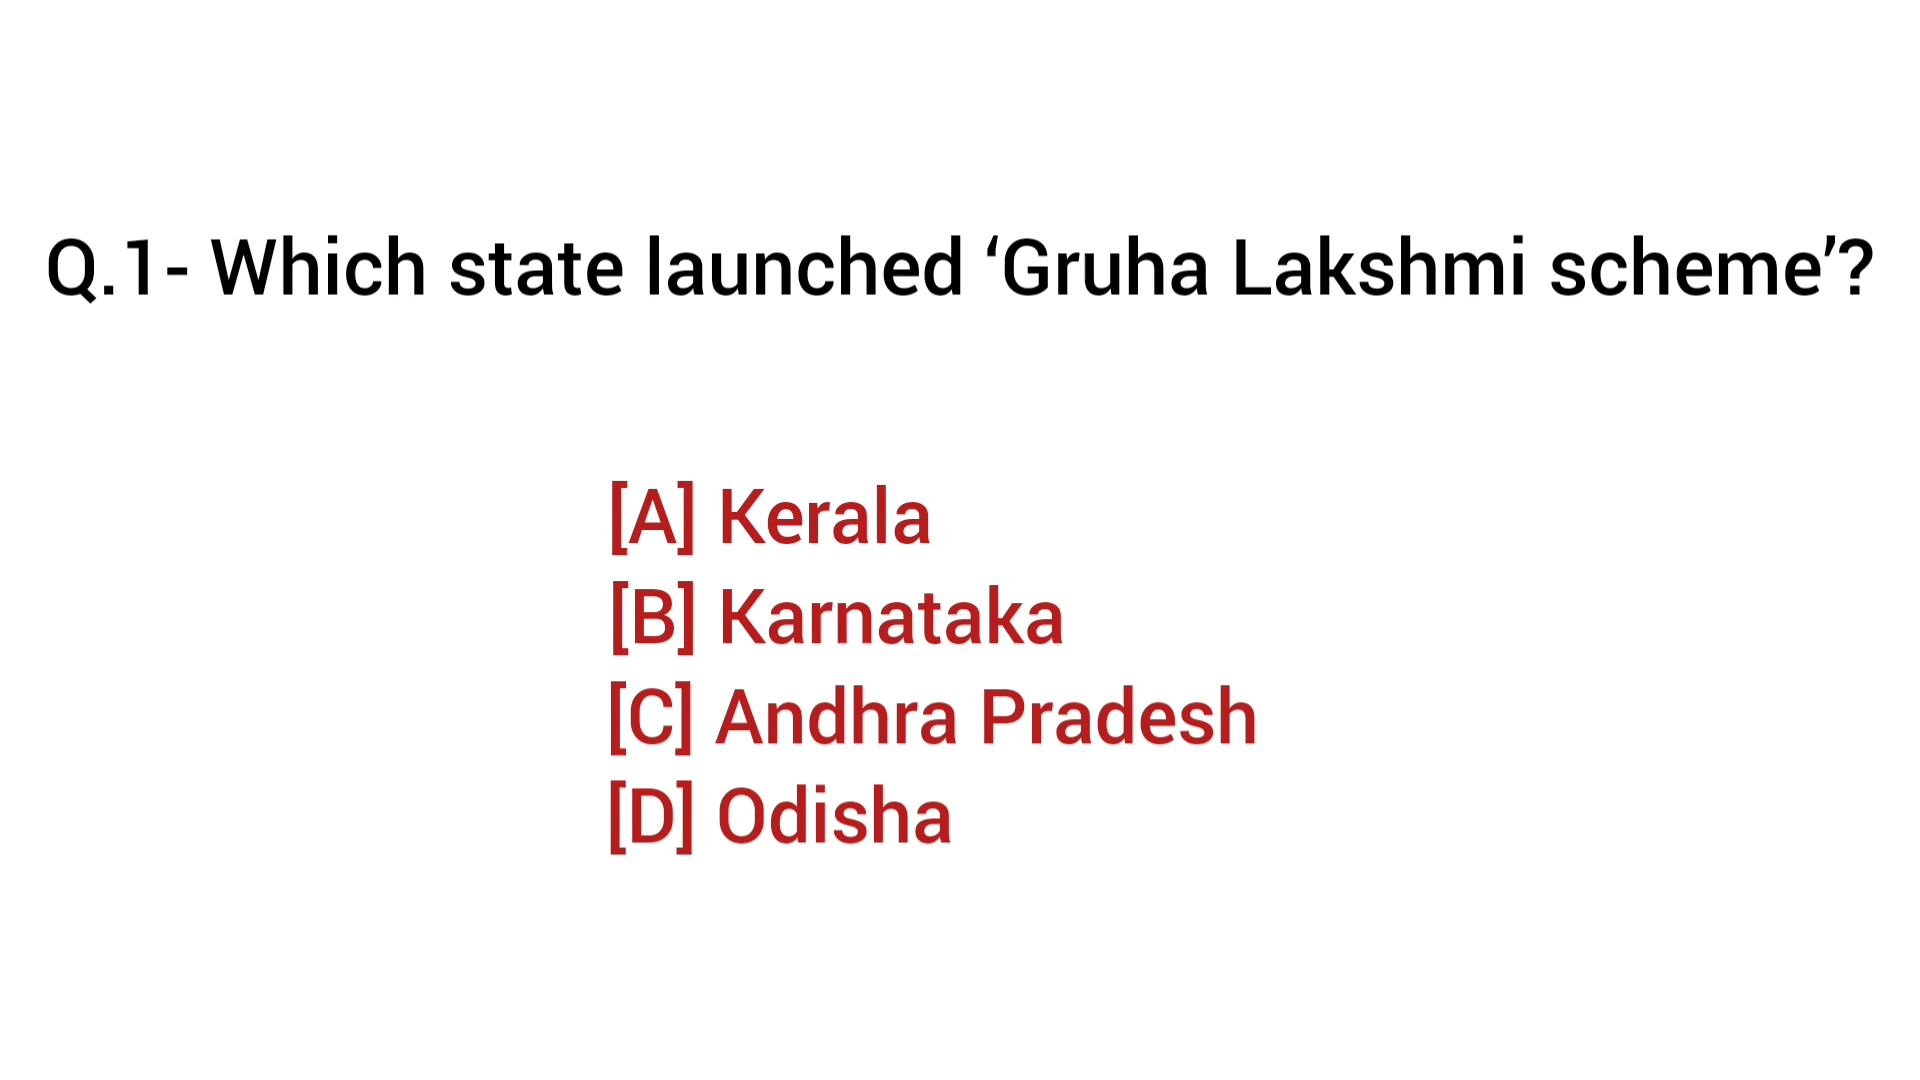 Q.1- Which state launched ‘Gruha Lakshmi scheme’?
[A] Kerala
[B] Karnataka
[C] Andhra Pradesh
[D] Odisha